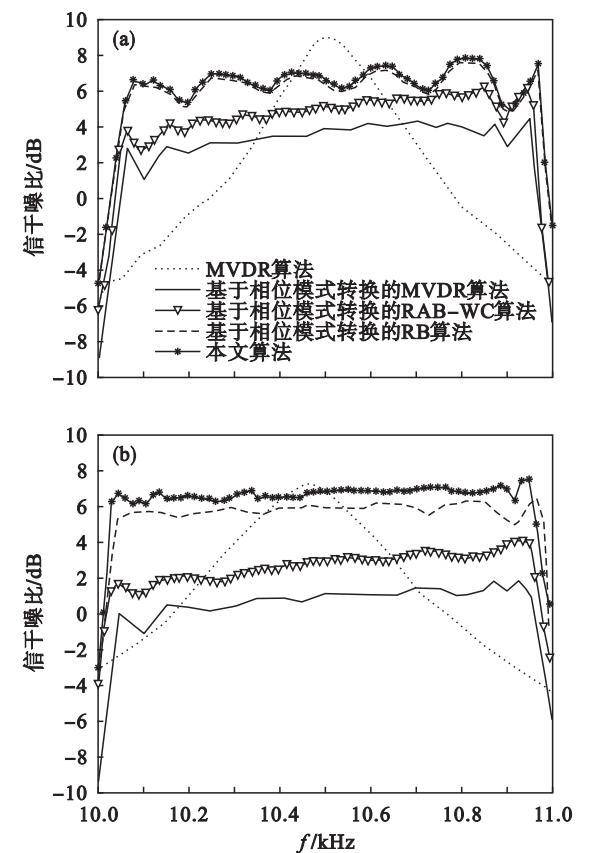 (a)
10
8
6
4
2
0
−2
−4
−6
−8
−10
信干噪比/dB
MVDR算法
基于相位模式转换的MVDR算法
基于相位模式转换的RAB−WC算法
基于相位模式转换的RB算法
本文算法
(b)
10
8
6
4
2
0
−2
−4
−6
−8
−10
信干噪比/dB
10.0 10.2 10.4 10.6 10.8 11.0
f/kHz